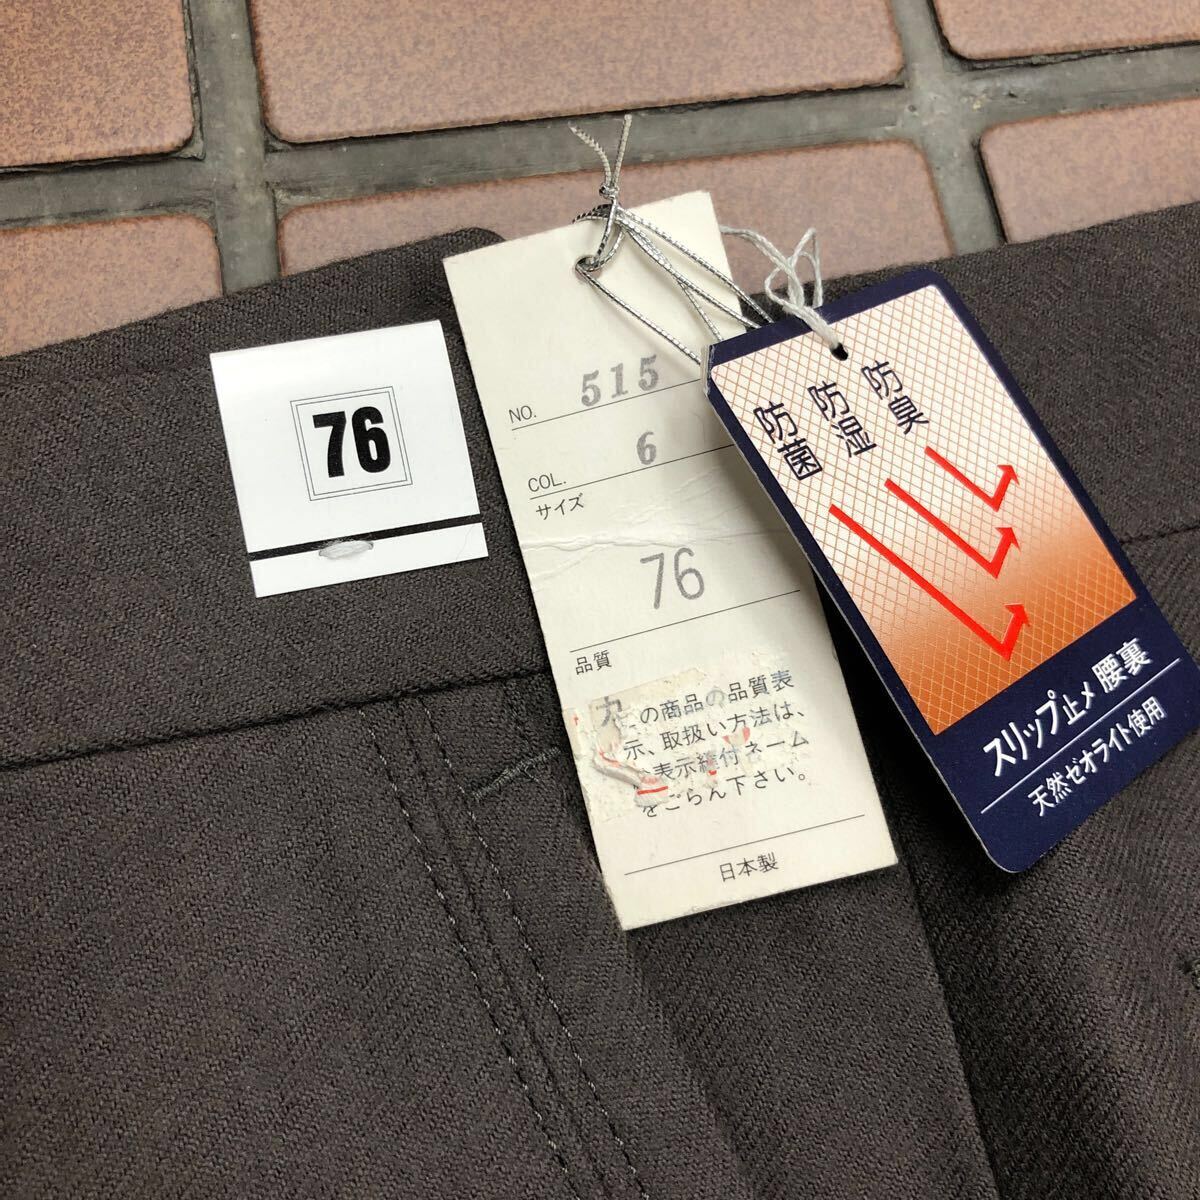 76
NO. 515
COL. 6
サイズ
76
品質
の商品の品質表
示、取扱い方法は、
表示縫付ネーム
をごらん下さい。
日本製
防臭
防湿
防菌
スリップ止メ腰裏
天然ゼオライト使用